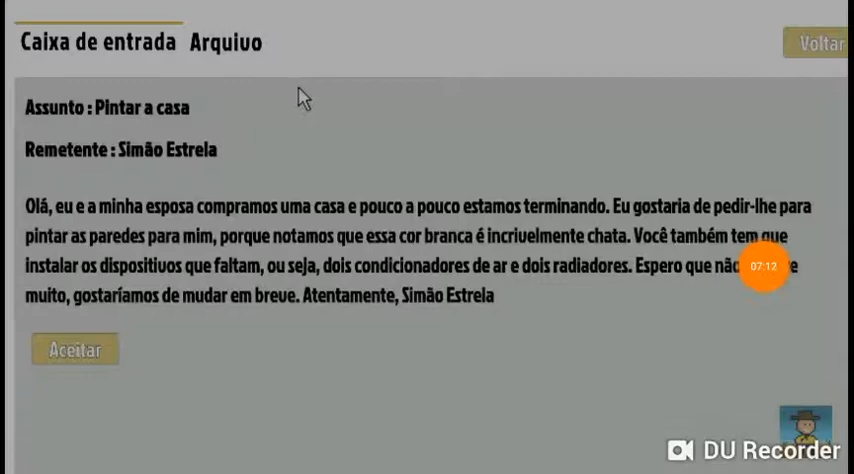 Caixa de entrada Arquivo
Voltar
Assunto : Pintar a casa
Remetente : Simão Estrela
Olá, eu e a minha esposa compramos uma casa e pouco a pouco estamos terminando. Eu gostaria de pedir-lhe para
pintar as paredes para mim, porque notamos que essa cor branca é incrivelmente chata. Você também tem que
instalar os dispositivos que faltam, ou seja, dois condicionadores de ar e dois radiadores. Espero que não
07:12
muito, gostaríamos de mudar em breve. Atentamente, Simão Estrela
Aceitar
DU Recorder